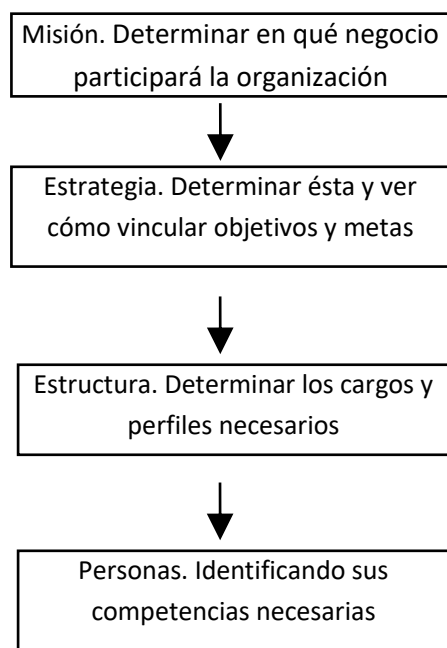 Misión. Determinar en qué negocio
participará la organización
Estrategia. Determinar ésta y ver
cómo vincular objetivos y metas
Estructura. Determinar los cargos y
perfiles necesarios
Personas. Identificando sus
competencias necesarias